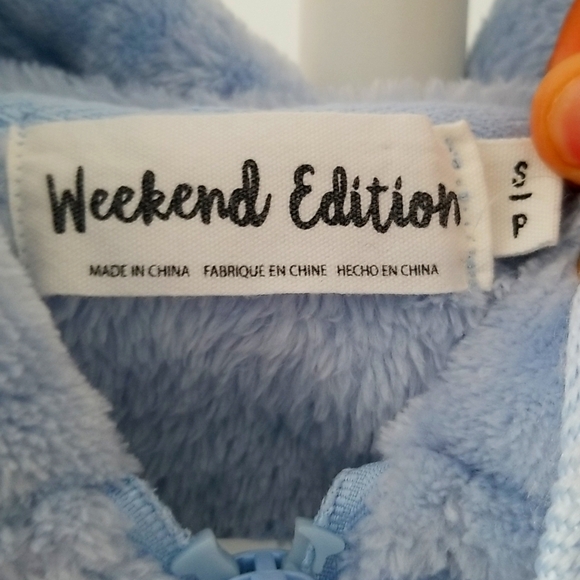 Weekend Edition
MADE IN CHINA FABRIQUE EN CHINE HECHO EN CHINA
S
P